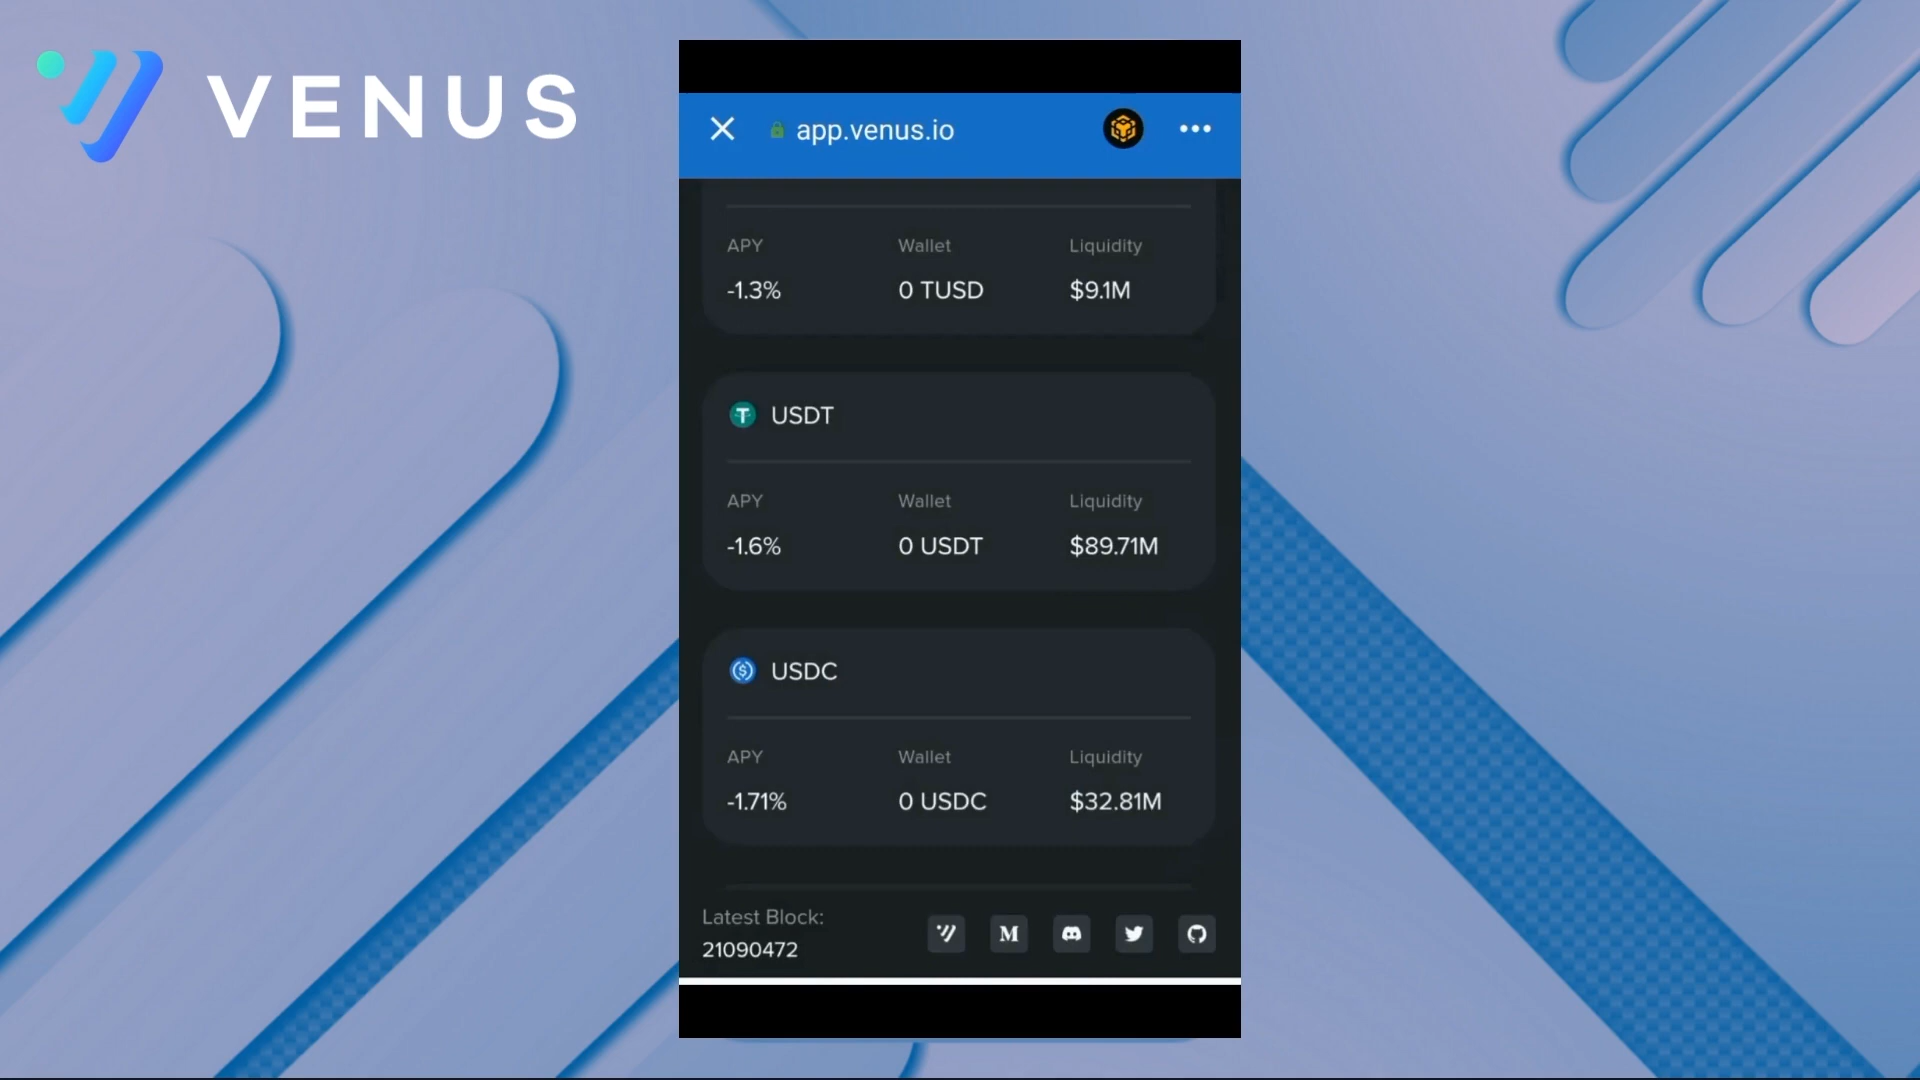 VENUS
app.venus.io
APY Wallet Liquidity
-1.3% 0 TUSD $9.1M
USDT
APY Wallet Liquidity
-1.6% 0 USDT $89.71M
USDC
APY Wallet Liquidity
-1.71% 0 USDC $32.81M
Latest Block:
21090472